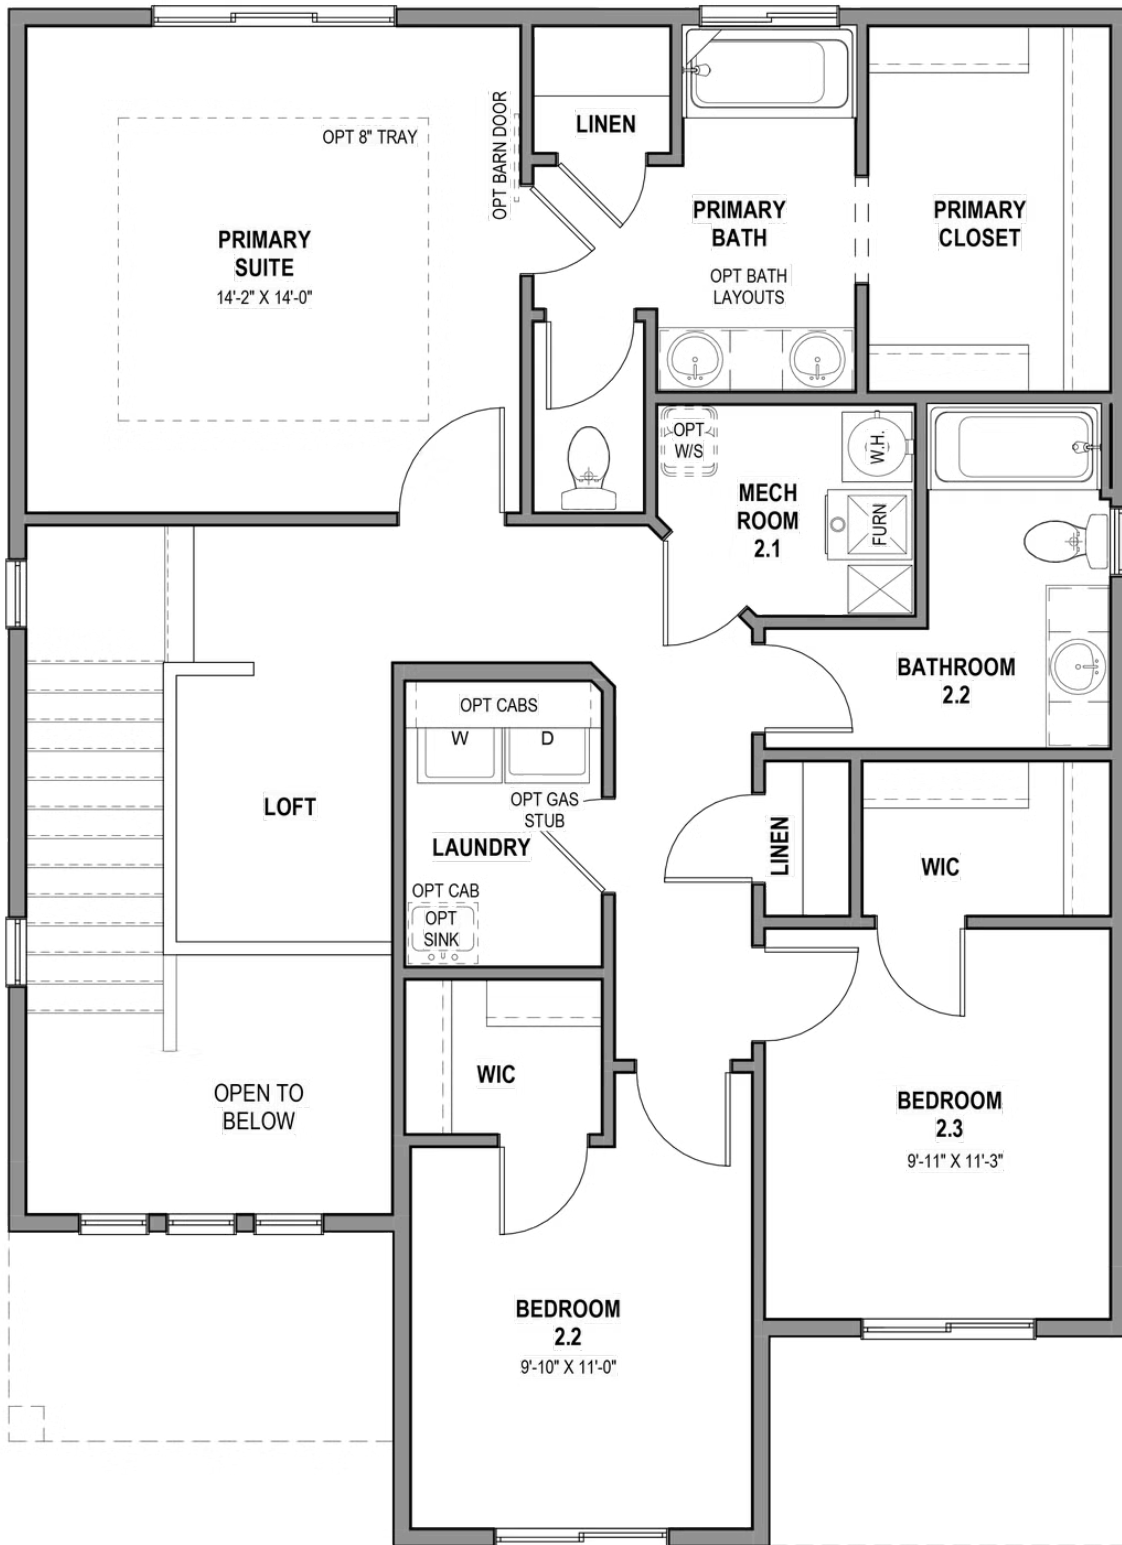 OPT 8" TRAY
OPT BARN DOOR
LINEN
PRIMARY
SUITE
14'-2" X 14'-0"
PRIMARY
BATH
OPT BATH
LAYOUTS
PRIMARY
CLOSET
OPT
W/S
W.H.
MECH
ROOM
2.1
FURN
BATHROOM
2.2
OPT CABS
W
D
OPT GAS
STUB
LOFT
LAUNDRY
LINEN
WIC
OPT CAB
OPT
SINK
WIC
OPEN TO
BELOW
BEDROOM
2.3
9'-11" X 11'-3"
BEDROOM
2.2
9'-10" X 11'-0"